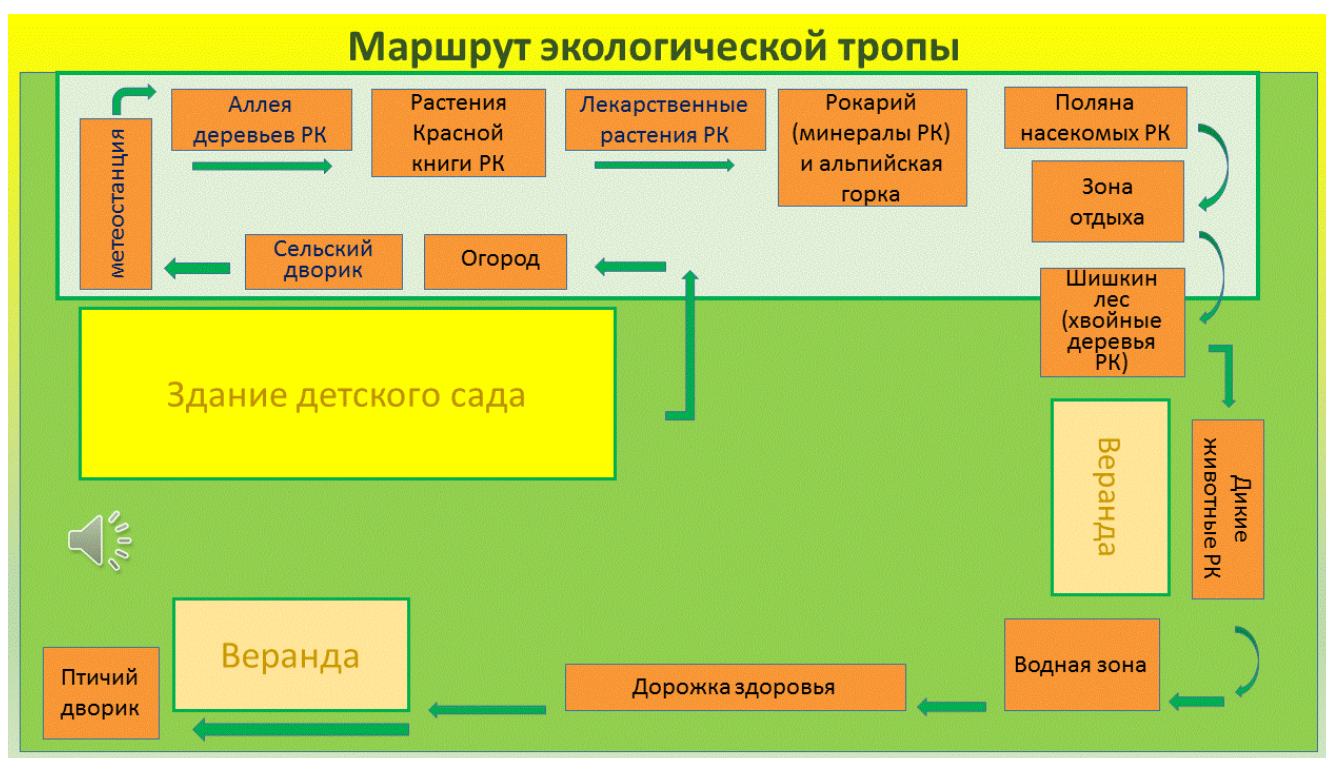 Маршрут экологической тропы
Аллея
деревьев РК
Растения
Красной
книги РК
Лекарственные
растения РК
Рокарий
(минералы РК)
и альпийская
горка
Поляна
насекомых РК
метеостанция
Зона
отдыха
Сельский
дворик
Огород
Шишкин
лес
(хвойные
деревья
РК)
Здание детского сада
Веранда
Дикие
животные РК
Веранда
Птичий
дворик
Дорожка здоровья
Водная зона